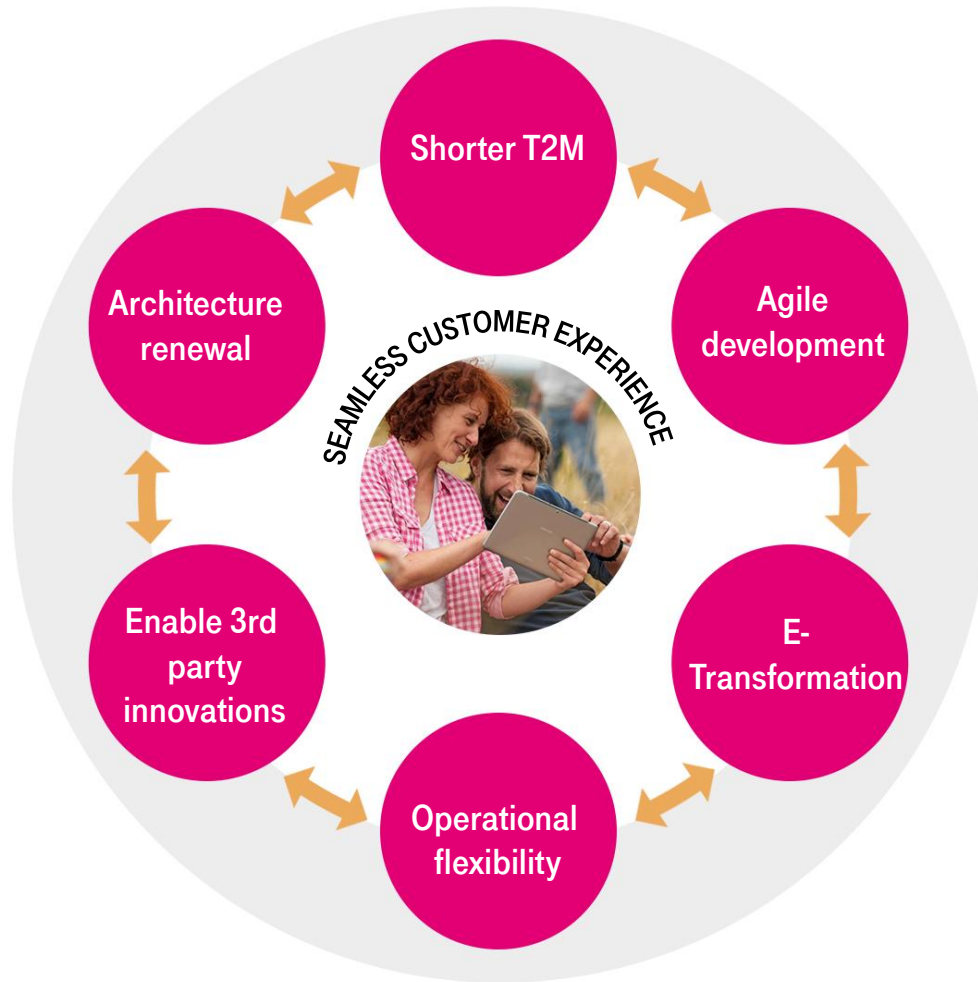 Shorter T2M
Architecture
renewal
Agile
development
SEAMLESS CUSTOMER EXPERIENCE
Enable 3rd
party
innovations
E-
Transformation
Operational
flexibility